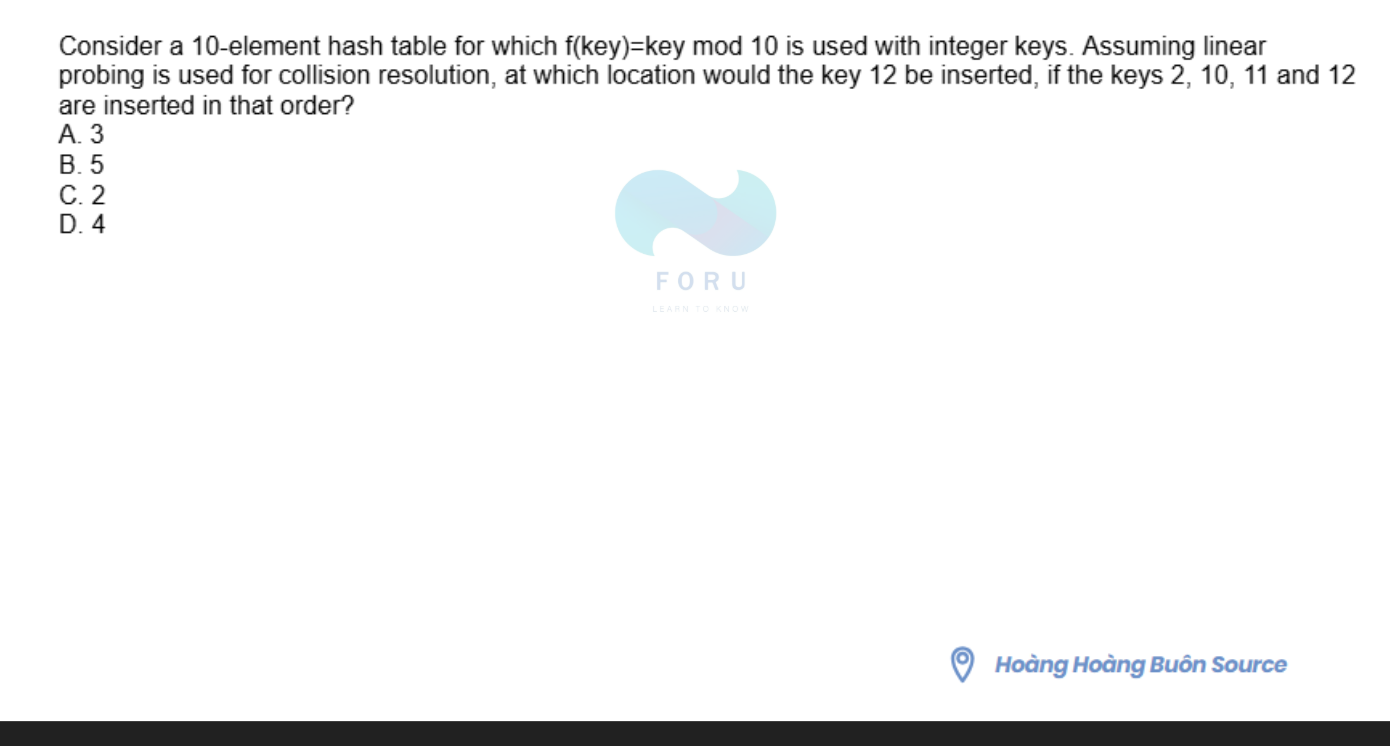 Consider a 10-element hash table for which f(key)=key mod 10 is used with integer keys. Assuming linear
probing is used for collision resolution, at which location would the key 12 be inserted, if the keys 2, 10, 11 and 12
are inserted in that order?
A. 3
B. 5
C. 2
D. 4
FORU
LEARN TO KNOW
Hoàng Hoàng Buôn Source